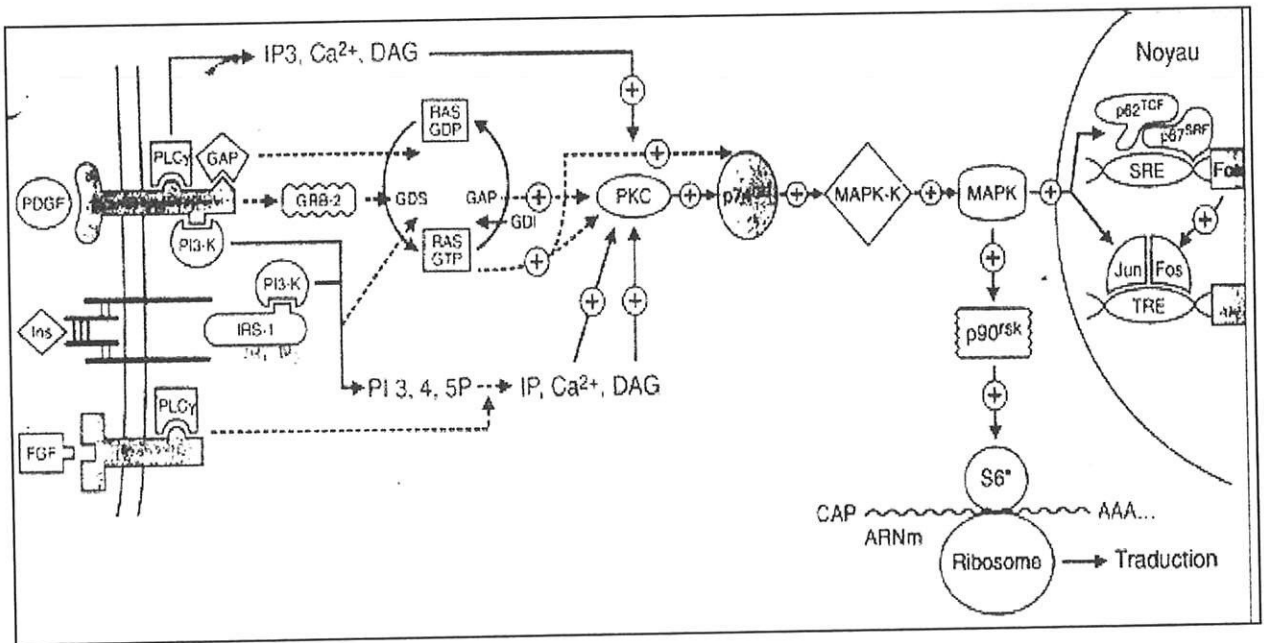 IP3, Ca²⁺, DAG
Noyau
RAS
GDP
p62TCF
p67SRF
PLCγ
GAP
SRE
PDGF
GRB-2
GDS
GAP
PKC
MAPK-K
MAPK
GDI
PI3-K
RAS
GTP
Jun
Fos
TRE
PI3-K
Ins
IRS-1
p90rsk
PI 3, 4, 5P
IP, Ca²⁺, DAG
PLCγ
FGF
S6*
CAP
AAA...
ARNm
Ribosome
Traduction